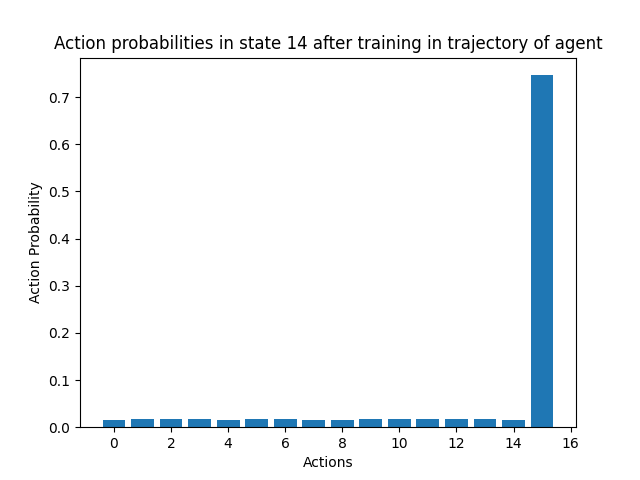 Action probabilities in state 14 after training in trajectory of agent
0.7
0.6
0.5
0.4
0.3
0.2
0.1
0.0
Action Probability
0 2 4 6 8 10 12 14 16
Actions